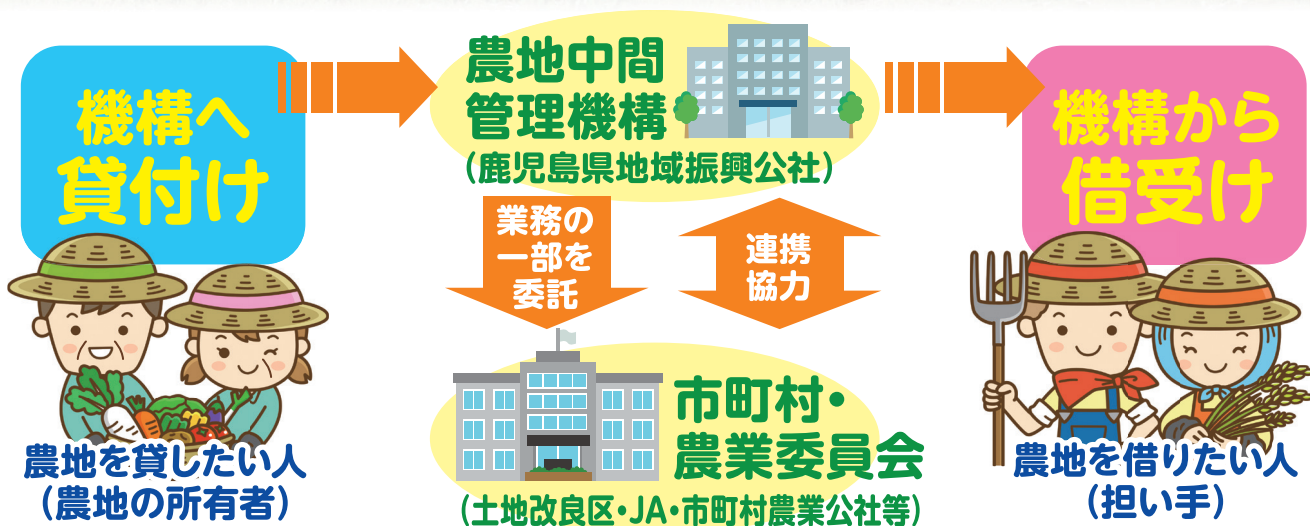 機構へ
貸付け
農地を貸したい人
(農地の所有者)
農地中間
管理機構
(鹿児島県地域振興公社)
業務の
一部を
委託
連携
協力
市町村・
農業委員会
(土地改良区・JA・市町村農業公社等)
機構から
借受け
農地を借りたい人
(担い手)